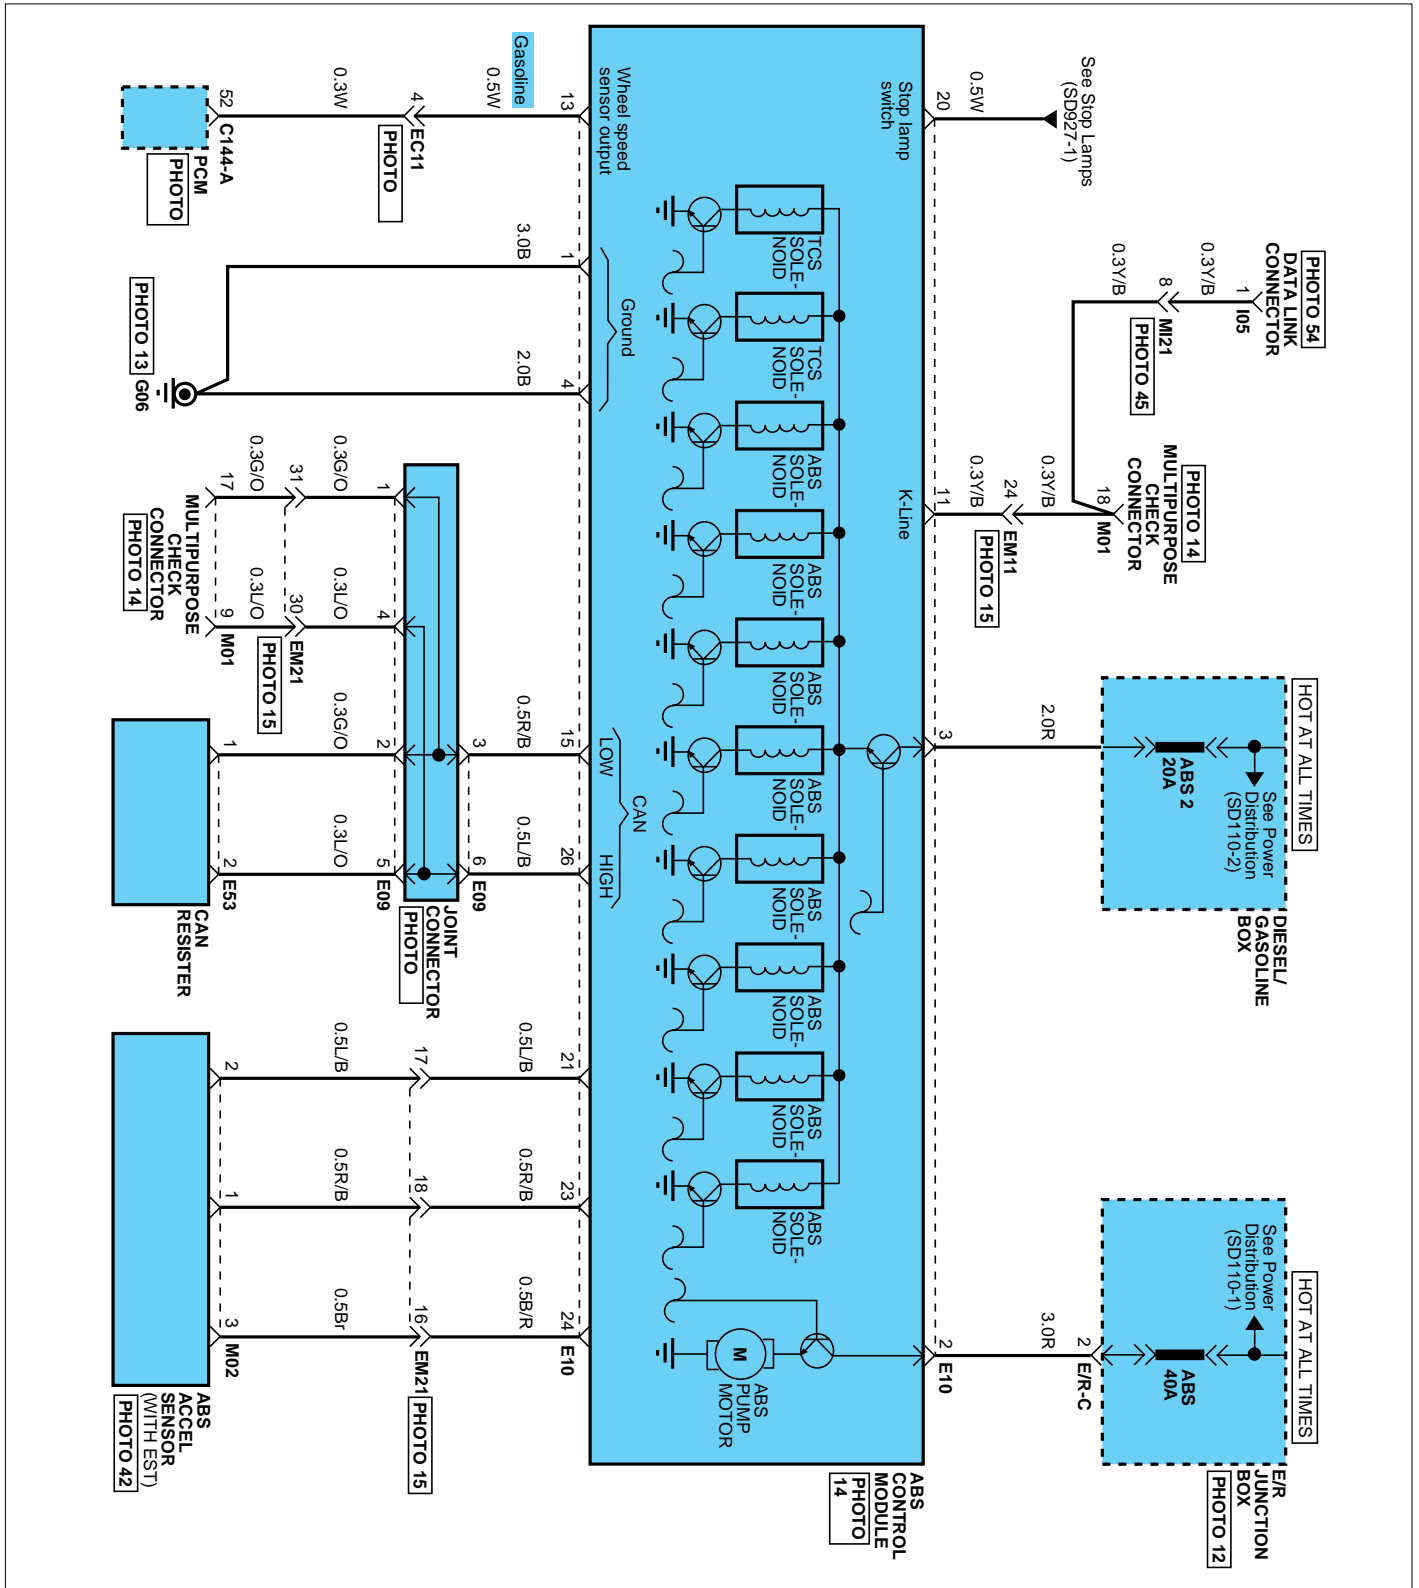 HOT AT ALL TIMES
See Power
Distribution
(SD110-1)
ABS
40A
E/R
JUNCTION
BOX
PHOTO 12
2
E/R-C
3.0R
2
E10
HOT AT ALL TIMES
See Power
Distribution
(SD110-2)
ABS 2
20A
DIESEL/
GASOLINE
BOX
2.0R
3
PHOTO 54
DATA LINK
CONNECTOR
1
I05
0.3Y/B
8
MI21
PHOTO 45
0.3Y/B
PHOTO 14
MULTIPURPOSE
CHECK
CONNECTOR
18
M01
0.3Y/B
24
EM11
PHOTO 15
0.3Y/B
11
K-Line
See Stop Lamps
(SD927-1)
0.5W
20
Stop lamp
switch
TCS
SOLE-
NOID
TCS
SOLE-
NOID
ABS
SOLE-
NOID
ABS
SOLE-
NOID
ABS
SOLE-
NOID
ABS
SOLE-
NOID
ABS
SOLE-
NOID
ABS
SOLE-
NOID
ABS
SOLE-
NOID
ABS
SOLE-
NOID
M
ABS
PUMP
MOTOR
ABS
CONTROL
MODULE
PHOTO
14
Wheel speed
sensor output
Gasoline
13
0.5W
4
EC11
PHOTO
0.3W
52
C144-A
PCM
PHOTO
Ground
1
3.0B
4
2.0B
G06
PHOTO 13
CAN
LOW
HIGH
15
0.5R/B
3
26
0.5L/B
6
E09
JOINT
CONNECTOR
PHOTO
1
0.3G/O
31
0.3G/O
17
4
0.3L/O
30
EM21
PHOTO 15
0.3L/O
9
M01
MULTIPURPOSE
CHECK
CONNECTOR
PHOTO 14
2
0.3G/O
1
5
E09
0.3L/O
2
E53
CAN
RESISTER
21
0.5L/B
17
0.5L/B
2
23
0.5R/B
18
0.5R/B
1
24
E10
0.5B/R
16
EM21
PHOTO 15
0.5Br
3
M02
ABS
ACCEL
SENSOR
(WITH EST)
PHOTO 42